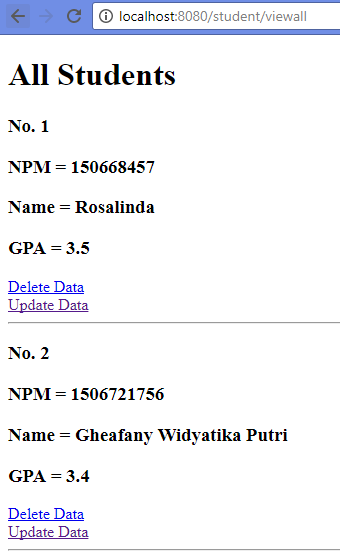 localhost:8080/student/viewall
All Students
No. 1
NPM = 150668457
Name = Rosalinda
GPA = 3.5
Delete Data
Update Data
No. 2
NPM = 1506721756
Name = Gheafany Widyatika Putri
GPA = 3.4
Delete Data
Update Data